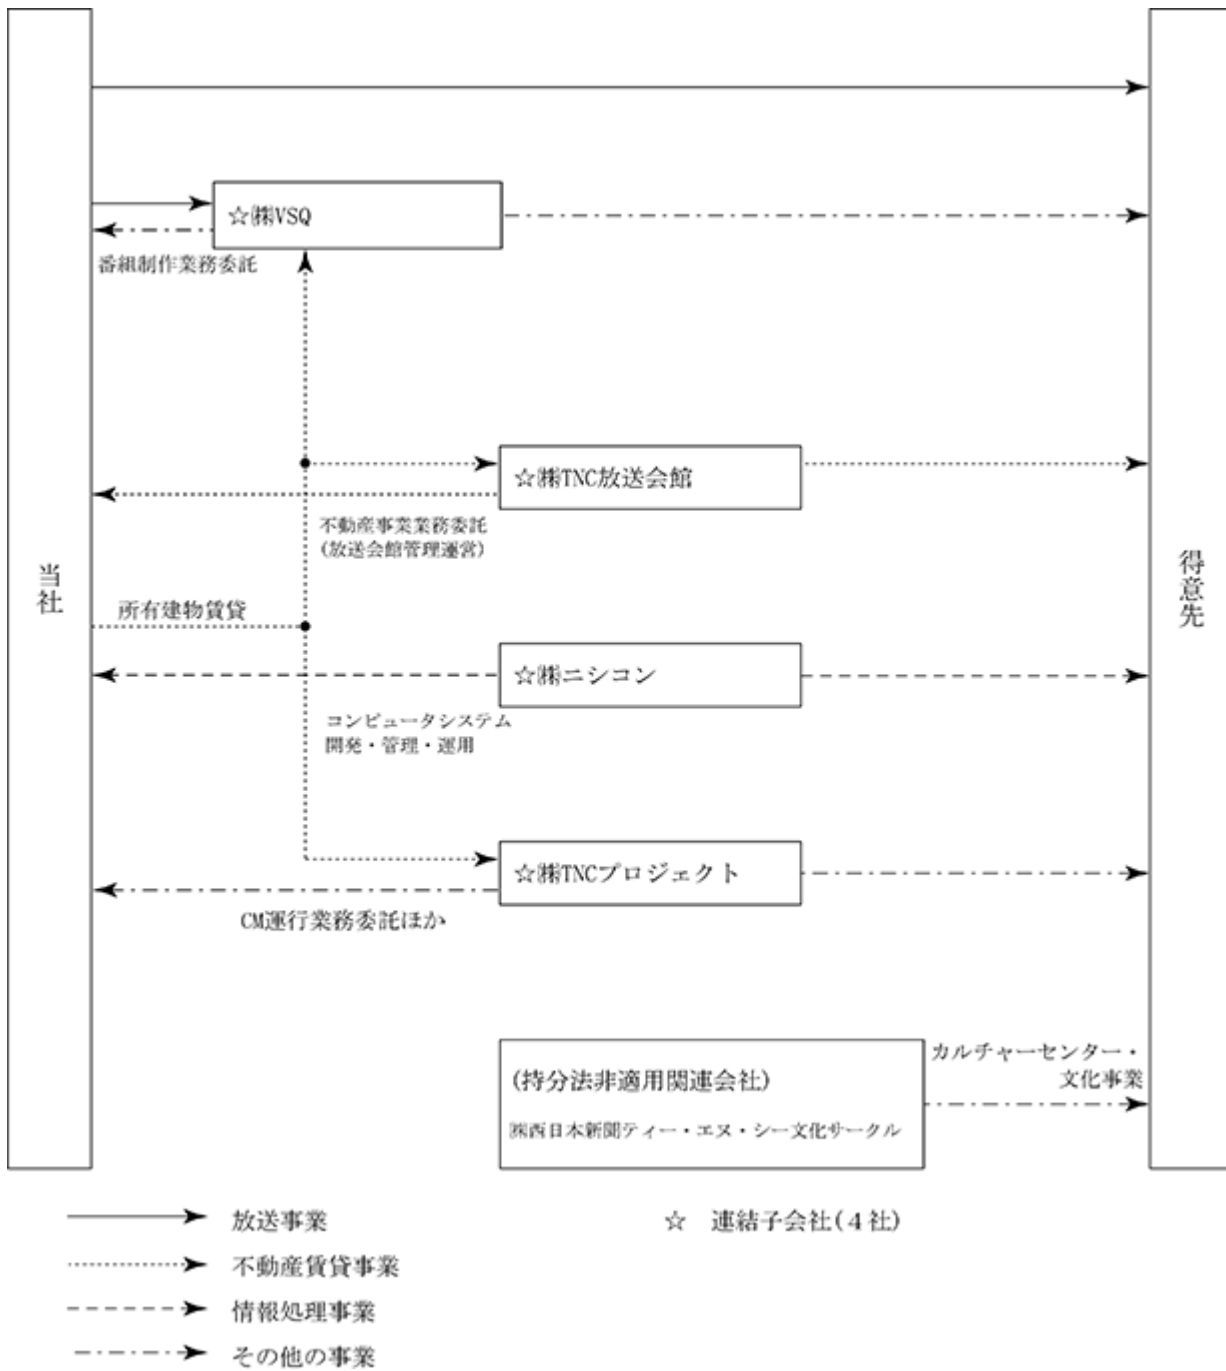 ☆㈱VSQ
番組制作業務委託
☆㈱TNC放送会館
不動産事業業務委託
(放送会館管理運営)
当社
得意先
所有建物賃貸
☆㈱ニシコン
コンピュータシステム
開発・管理・運用
☆㈱TNCプロジェクト
CM運行業務委託ほか
(持分法非適用関連会社)
㈱西日本新聞ティー・エヌ・シー文化サークル
カルチャーセンター・
文化事業
放送事業
☆ 連結子会社(4社)
不動産賃貸事業
情報処理事業
その他の事業